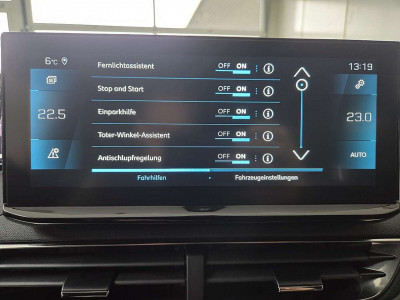 6°C
13:19
Fernlichtassistent OFF ON
Stop and Start OFF ON
22.5
Einparkhilfe OFF ON
23.0
Toter-Winkel-Assistent OFF ON
Antischlupfregelung OFF ON
AUTO
Fahrhilfen
Fahrzeugeinstellungen